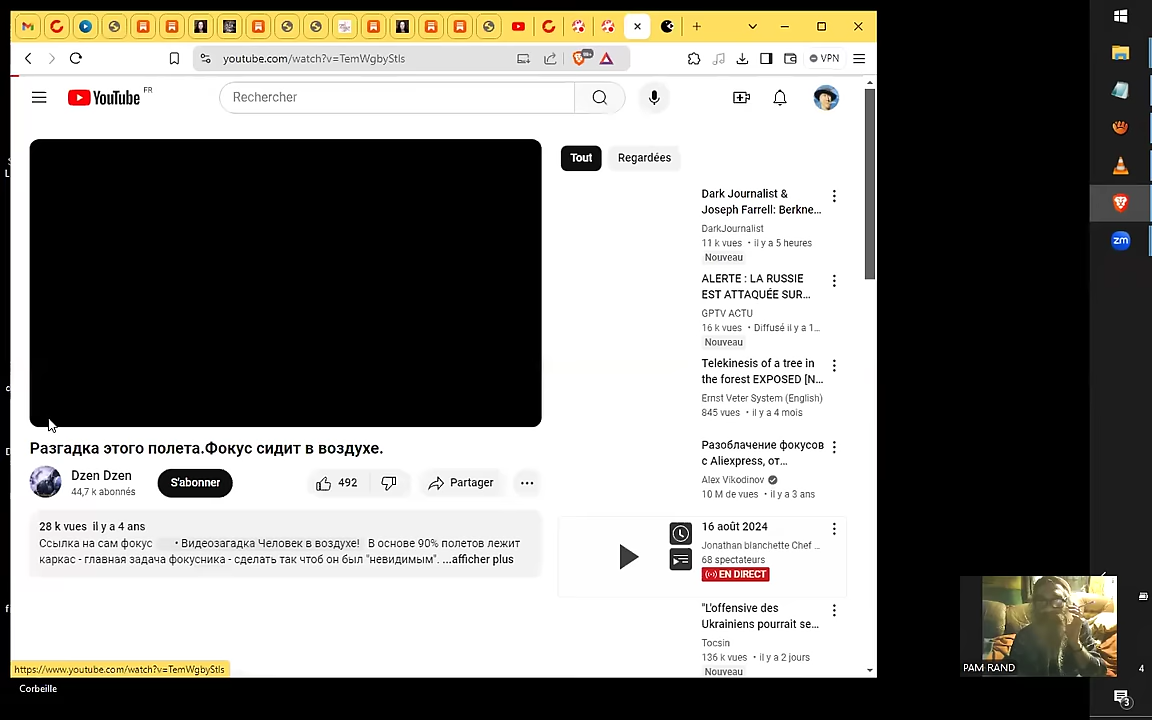 youtube.com/watch?v=TemWgbyStIs
VPN
YouTube FR
Rechercher
Tout
Regardées
Dark Journalist &
Joseph Farrell: Berkne...
DarkJournalist
11 k vues • il y a 5 heures
Nouveau
ALERTE : LA RUSSIE
EST ATTAQUÉE SUR...
GPTV ACTU
16 k vues • Diffusé il y a 1...
Nouveau
Telekinesis of a tree in
the forest EXPOSED [N...
Ernst Veter System (English)
845 vues • il y a 4 mois
Разоблачение фокусов
с Aliexpress, от...
Alex Vikodinov
10 M de vues • il y a 3 ans
16 août 2024
Jonathan blanchette Chef ...
68 spectateurs
EN DIRECT
"L'offensive des
Ukrainiens pourrait se...
Tocsin
136 k vues • il y a 2 jours
Nouveau
Разгадка этого полета.Фокус сидит в воздухе.
Dzen Dzen
44,7 k abonnés
S'abonner
492
Partager
28 k vues il y a 4 ans
Ссылка на сам фокус • Видеозагадка Человек в воздухе! В основе 90% полетов лежит
каркас - главная задача фокусника - сделать так чтоб он был "невидимым". ...afficher plus
https://www.youtube.com/watch?v=TemWgbyStIs
Corbeille
PAM RAND
zm
4
3